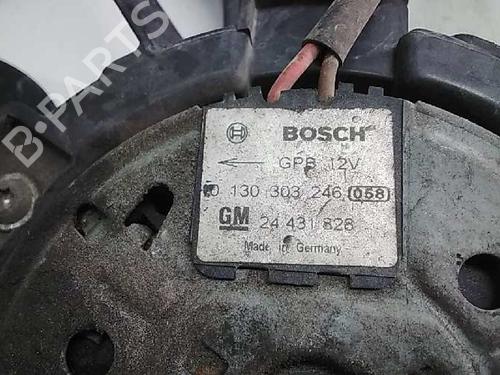 BOSCH
GPB 12V
0 130 303 246 058
GM 24 431 826
Made in Germany
B-PARTS